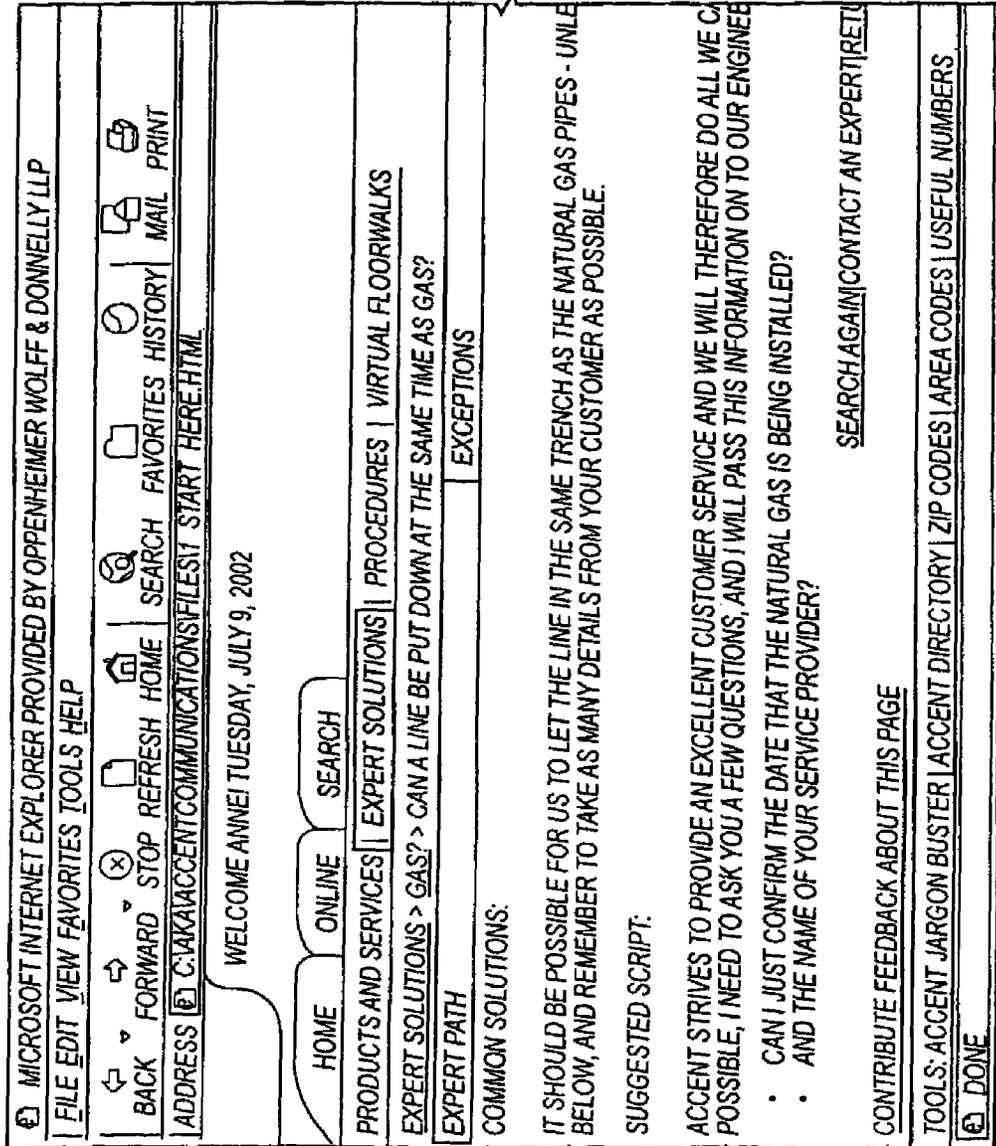 MICROSOFT INTERNET EXPLORER PROVIDED BY OPPENHEIMER WOLFF & DONNELLY LLP
FILE EDIT VIEW FAVORITES TOOLS HELP
BACK FORWARD STOP REFRESH HOME | SEARCH FAVORITES HISTORY | MAIL PRINT
ADDRESS C:\AKA\ACCENTCOMMUNICATIONS\FILES\1 START HERE.HTML
WELCOME ANNE! TUESDAY, JULY 9, 2002
HOME ONLINE SEARCH
PRODUCTS AND SERVICES | EXPERT SOLUTIONS | PROCEDURES | VIRTUAL FLOORWALKS
EXPERT SOLUTIONS > GAS? > CAN A LINE BE PUT DOWN AT THE SAME TIME AS GAS?
EXPERT PATH EXCEPTIONS
COMMON SOLUTIONS:
IT SHOULD BE POSSIBLE FOR US TO LET THE LINE IN THE SAME TRENCH AS THE NATURAL GAS PIPES - UNLE
BELOW, AND REMEMBER TO TAKE AS MANY DETAILS FROM YOUR CUSTOMER AS POSSIBLE.
SUGGESTED SCRIPT:
ACCENT STRIVES TO PROVIDE AN EXCELLENT CUSTOMER SERVICE AND WE WILL THEREFORE DO ALL WE CA
POSSIBLE, I NEED TO ASK YOU A FEW QUESTIONS, AND I WILL PASS THIS INFORMATION ON TO OUR ENGINEE
• CAN I JUST CONFIRM THE DATE THAT THE NATURAL GAS IS BEING INSTALLED?
• AND THE NAME OF YOUR SERVICE PROVIDER?
SEARCH AGAIN|CONTACT AN EXPERT|RETU
CONTRIBUTE FEEDBACK ABOUT THIS PAGE
TOOLS: ACCENT JARGON BUSTER | ACCENT DIRECTORY | ZIP CODES | AREA CODES | USEFUL NUMBERS
DONE